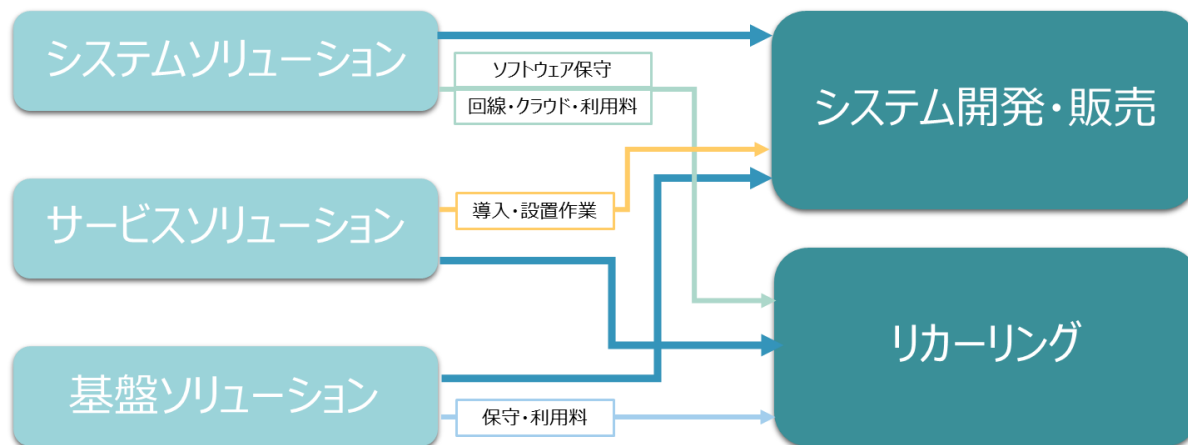 システムソリューション
ソフトウェア保守
回線・クラウド・利用料
システム開発・販売
サービスソリューション
導入・設置作業
リカーリング
基盤ソリューション
保守・利用料